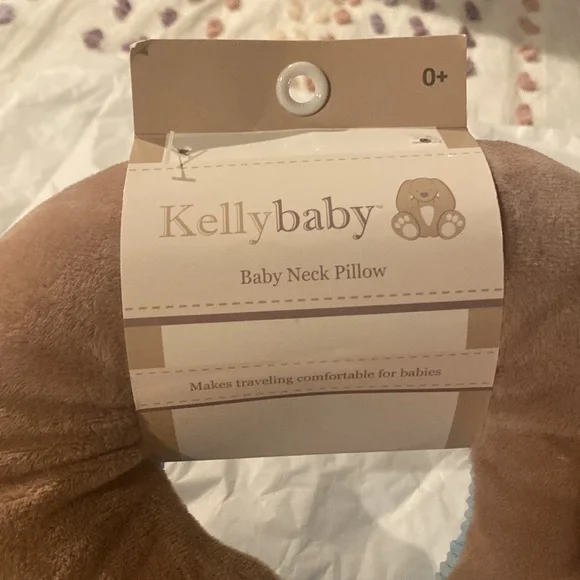 0+
Kellybaby™
Baby Neck Pillow
Makes traveling comfortable for babies